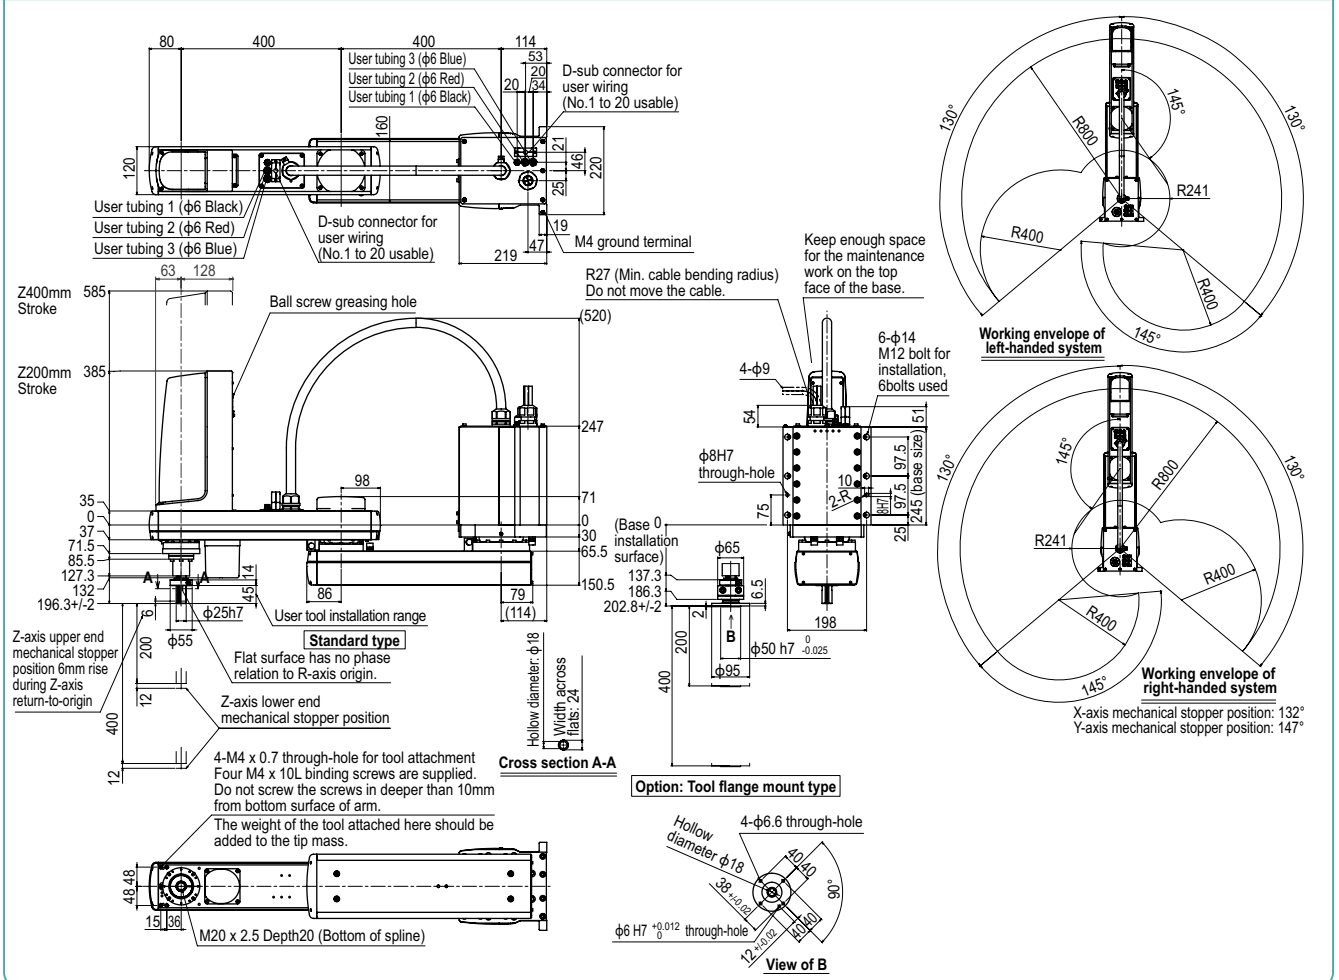 80
400
400
114
53
20
20
34
User tubing 3 (φ6 Blue)
User tubing 2 (φ6 Red)
User tubing 1 (φ6 Black)
D-sub connector for
user wiring
(No.1 to 20 usable)
160
120
21
46
25
220
19
47
219
User tubing 1 (φ6 Black)
User tubing 2 (φ6 Red)
User tubing 3 (φ6 Blue)
D-sub connector for
user wiring
(No.1 to 20 usable)
M4 ground terminal
63
128
Z400mm
Stroke
585
Z200mm
Stroke
385
Ball screw greasing hole
(520)
247
98
71
0
30
65.5
150.5
35
0
37
71.5
85.5
127.3
132
196.3+/-2
A
A
14
45
6
φ25h7
φ55
86
79
(114)
User tool installation range
Standard type
Z-axis upper end
mechanical stopper
position 6mm rise
during Z-axis
return-to-origin
200
12
400
12
Flat surface has no phase
relation to R-axis origin.
Z-axis lower end
mechanical stopper position
Hollow diameter: φ18
Width across
flats: 24
Cross section A-A
R27 (Min. cable bending radius)
Do not move the cable.
Keep enough space
for the maintenance
work on the top
face of the base.
6-φ14
M12 bolt for
installation,
6bolts used
4-φ9
54
51
φ8H7
through-hole
10
2-R
8H7
97.5
97.5
245 (base size)
75
25
(Base
installation
surface)
0
φ65
137.3
186.3
202.8+/-2
6.5
2
B
198
200
400
φ50 h7 0 -0.025
φ95
Option: Tool flange mount type
4-M4 x 0.7 through-hole for tool attachment
Four M4 x 10L binding screws are supplied.
Do not screw the screws in deeper than 10mm
from bottom surface of arm.
The weight of the tool attached here should be
added to the tip mass.
48
48
15
36
M20 x 2.5 Depth20 (Bottom of spline)
Hollow
diameter φ18
4-φ6.6 through-hole
40
40
90°
38 +/-0.02
φ6 H7 +0.012 0 through-hole
12 +/-0.02
40
40
View of B
130°
130°
145°
R800
R241
R400
R400
145°
Working envelope of
left-handed system
130°
130°
145°
R800
R241
R400
R400
145°
Working envelope of
right-handed system
X-axis mechanical stopper position: 132°
Y-axis mechanical stopper position: 147°